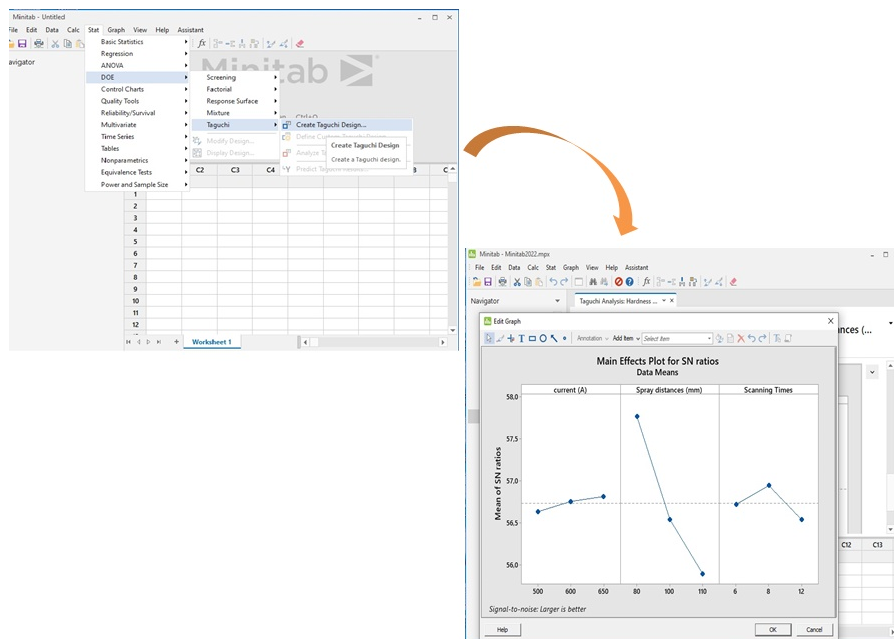 Minitab - Untitled
File Edit Data Calc Stat Graph View Help Assistant
Basic Statistics
Regression
ANOVA
DOE
Control Charts
Quality Tools
Reliability/Survival
Multivariate
Time Series
Tables
Nonparametrics
Equivalence Tests
Power and Sample Size
avigator
Minitab
Screening
Factorial
Response Surface
Mixture
Taguchi
Modify Design...
Display Design...
Create Taguchi Design...
Create Taguchi Design
Create a Taguchi design.
C2 C3 C4
1
2
3
4
5
6
7
8
9
10
11
12
Worksheet 1
Minitab - Minitab2022.mpx
File Edit View Data Calc Stat Graph View Help Assistant
Navigator
Taguchi Analysis: Hardness ...
nces (...
Edit Graph
Annotation Add Item Select Item
Main Effects Plot for SN ratios
Data Means
current (A) Spray distances (mm) Scanning Times
Mean of SN ratios
58,0
57,5
57,0
56,5
56,0
500 600 650 80 100 110 6 8 12
Signal-to-noise: Larger is better
Help OK Cancel
C12 C13